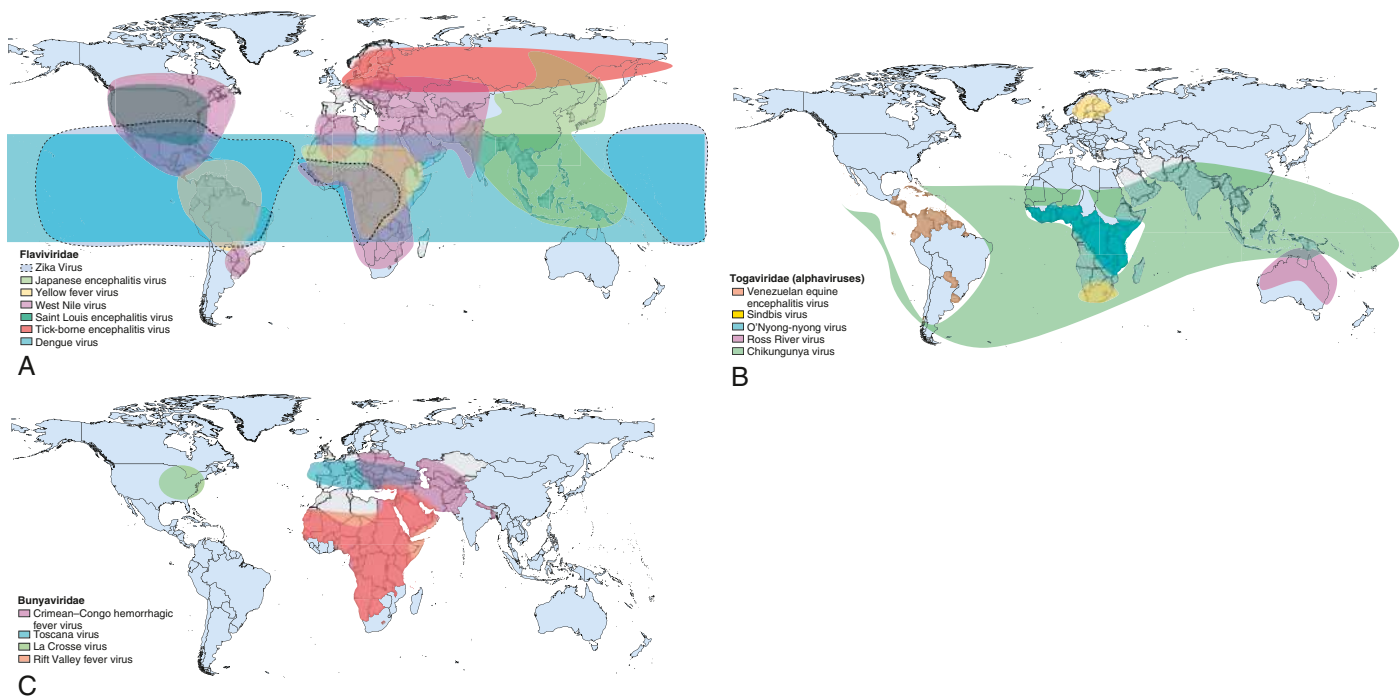 Flaviviridae
Zika Virus
Japanese encephalitis virus
Yellow fever virus
West Nile virus
Saint Louis encephalitis virus
Tick-borne encephalitis virus
Dengue virus
A
Togaviridae (alphaviruses)
Venezuelan equine
encephalitis virus
Sindbis virus
O'Nyong-nyong virus
Ross River virus
Chikungunya virus
B
Bunyaviridae
Crimean–Congo hemorrhagic
fever virus
Toscana virus
La Crosse virus
Rift Valley fever virus
C